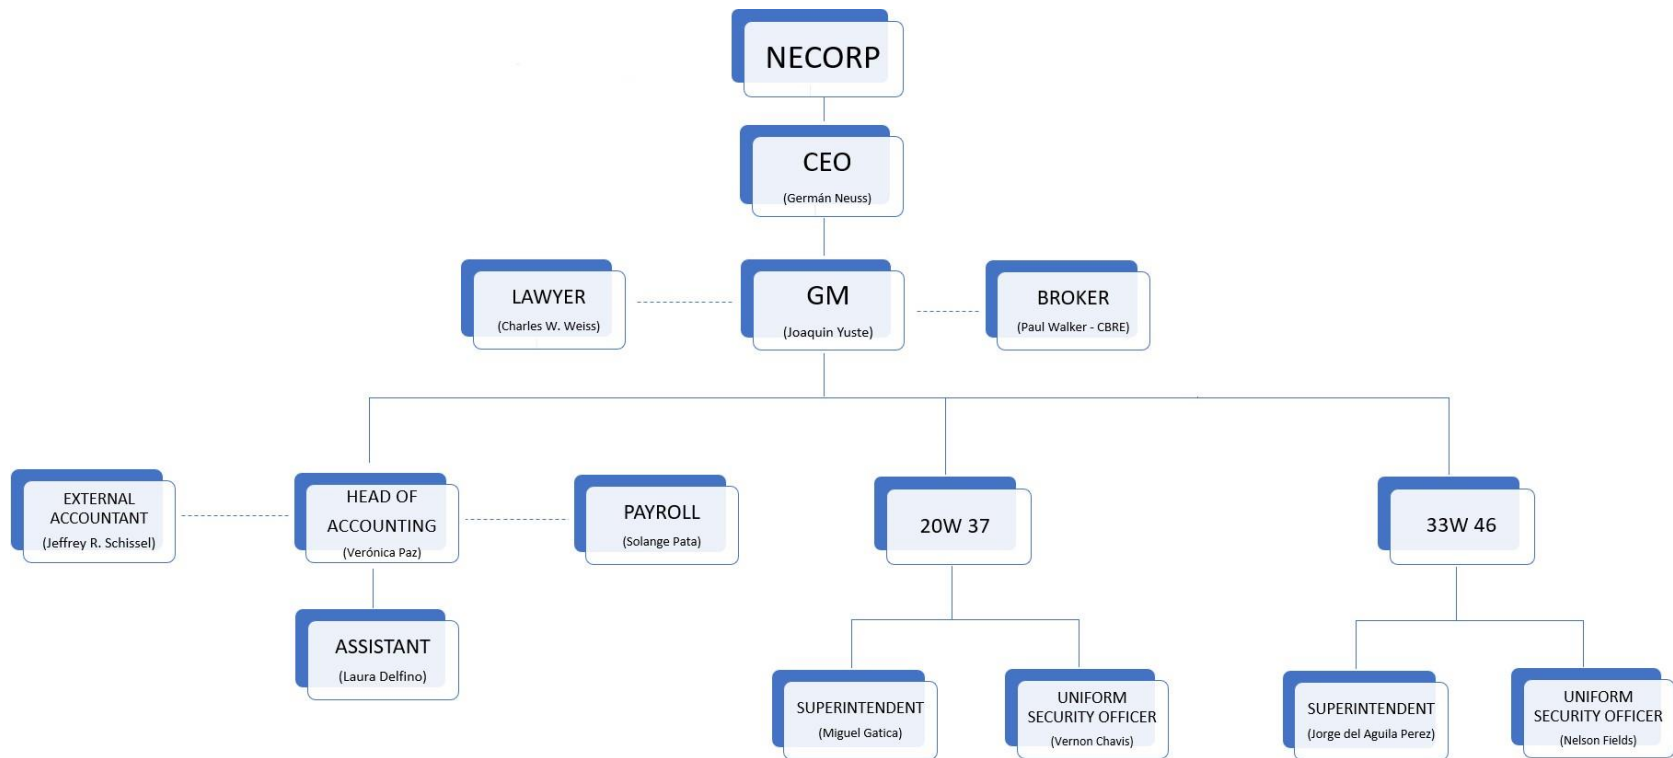 NECORP
CEO
(Germán Neuss)
LAWYER
(Charles W. Weiss)
GM
(Joaquin Yuste)
BROKER
(Paul Walker - CBRE)
EXTERNAL
ACCOUNTANT
(Jeffrey R. Schissel)
HEAD OF
ACCOUNTING
(Verónica Paz)
PAYROLL
(Solange Pata)
20W 37
33W 46
ASSISTANT
(Laura Delfino)
SUPERINTENDENT
(Miguel Gatica)
UNIFORM
SECURITY OFFICER
(Vernon Chavis)
SUPERINTENDENT
(Jorge del Aguila Perez)
UNIFORM
SECURITY OFFICER
(Nelson Fields)